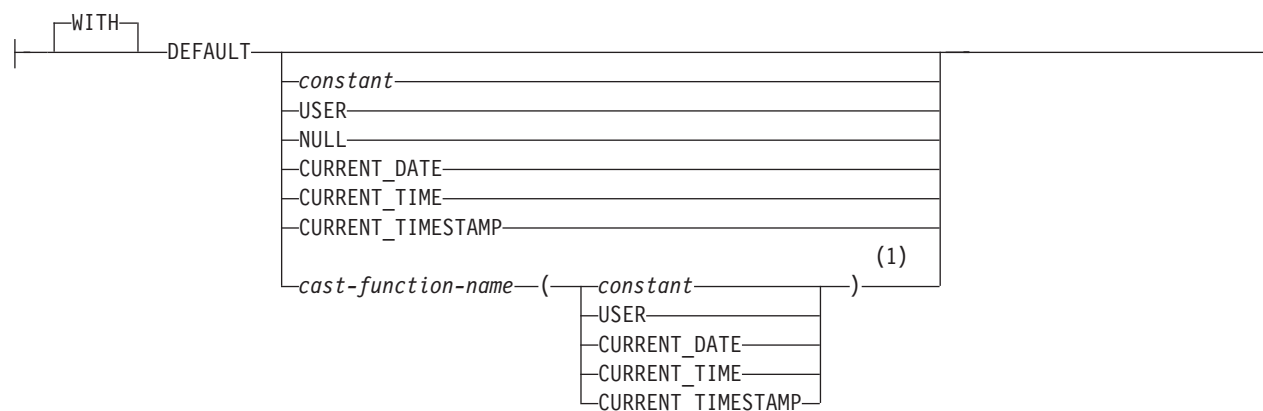 WITH
DEFAULT
constant
USER
NULL
CURRENT_DATE
CURRENT_TIME
CURRENT_TIMESTAMP
(1)
cast-function-name ( constant )
USER
CURRENT_DATE
CURRENT_TIME
CURRENT_TIMESTAMP